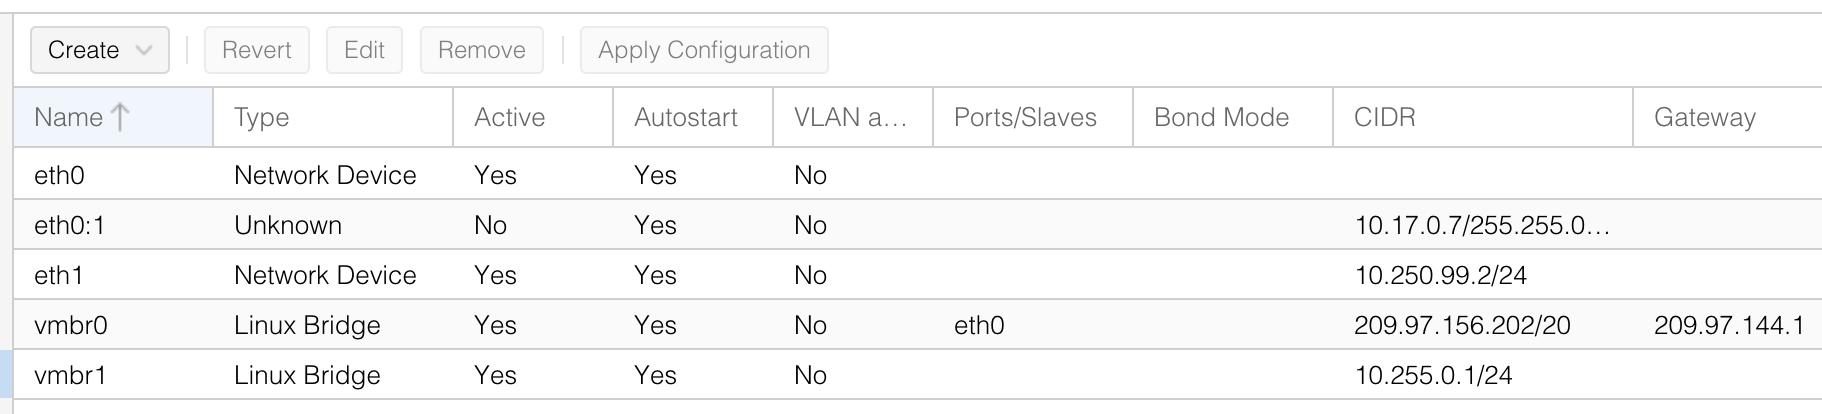 Create Revert Edit Remove Apply Configuration
Name Type Active Autostart VLAN a... Ports/Slaves Bond Mode CIDR Gateway
eth0 Network Device Yes Yes No
eth0:1 Unknown No Yes No 10.17.0.7/255.255.0...
eth1 Network Device Yes Yes No 10.250.99.2/24
vmbr0 Linux Bridge Yes Yes No eth0 209.97.156.202/20 209.97.144.1
vmbr1 Linux Bridge Yes Yes No 10.255.0.1/24